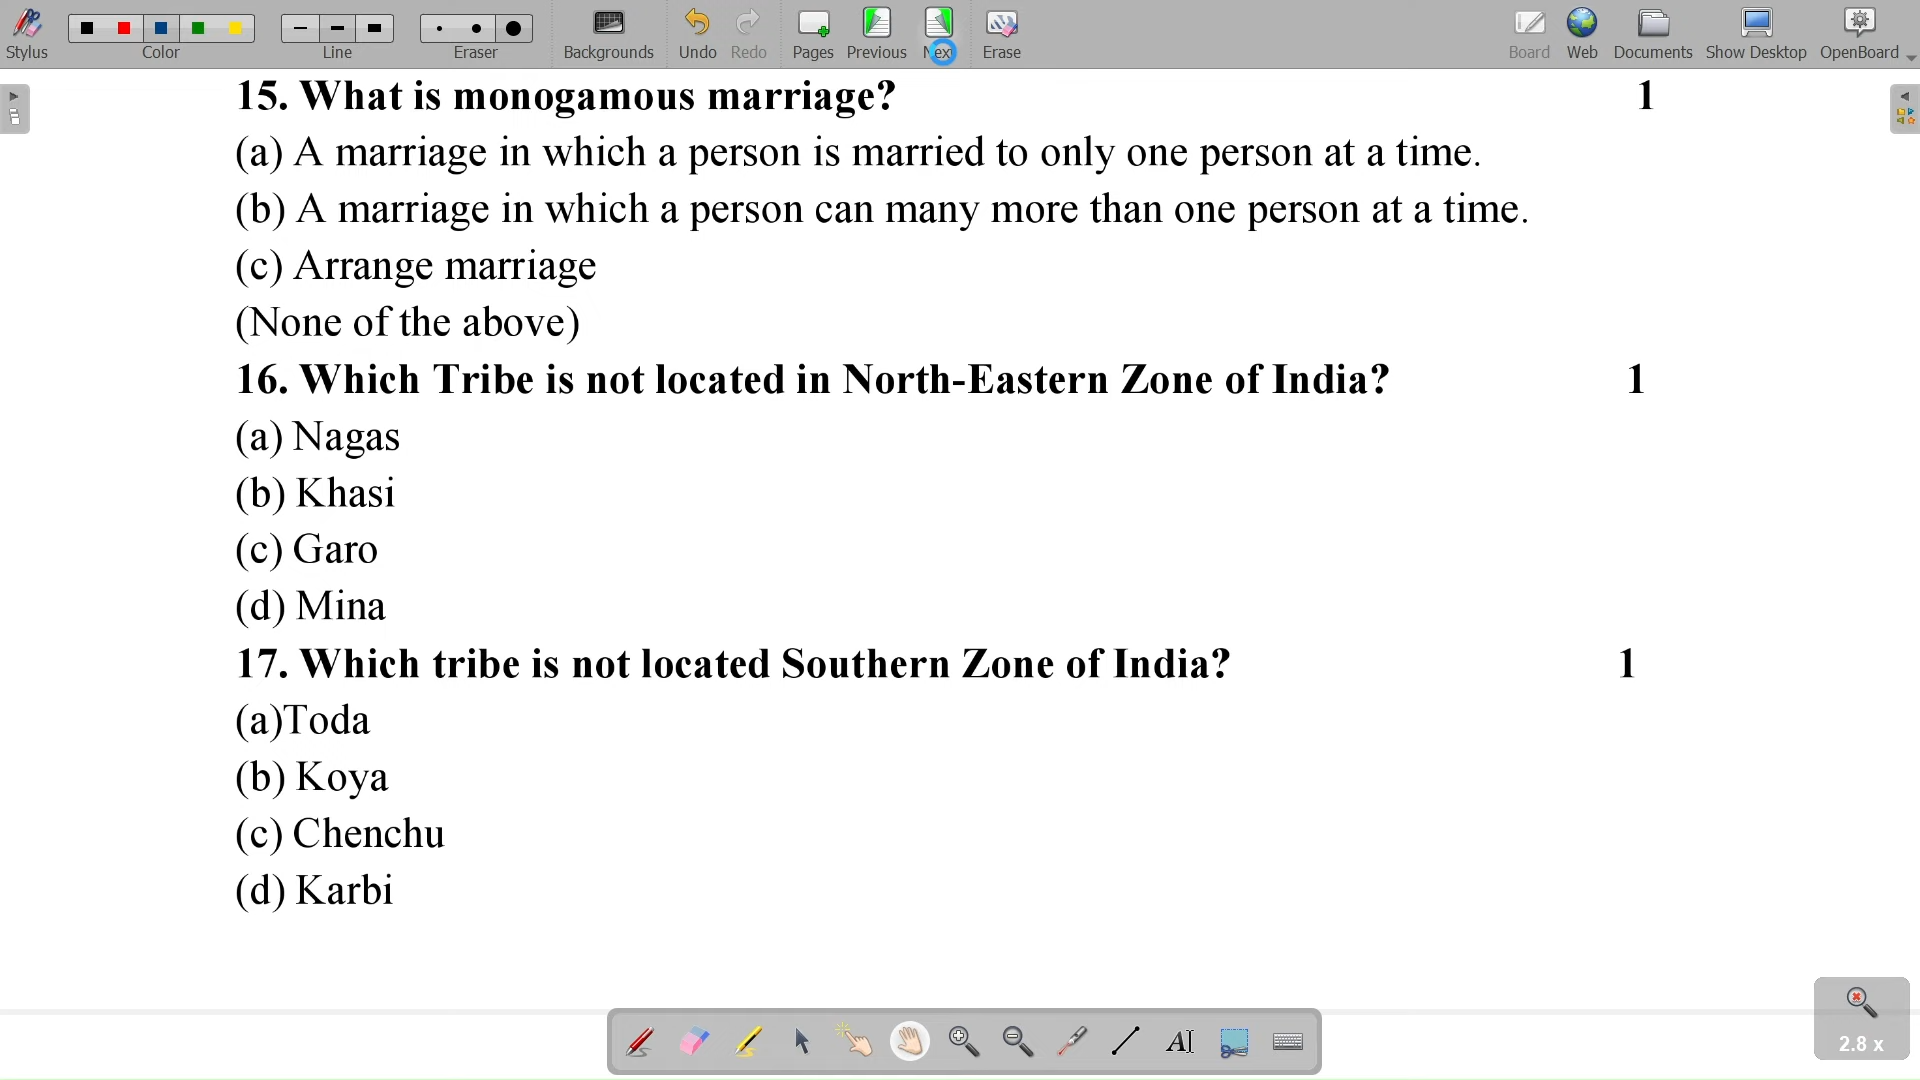 Stylus
Color
Line
Eraser
Backgrounds
Undo
Redo
Pages
Previous
Next
Erase
Board
Web
Documents
Show Desktop
OpenBoard
15. What is monogamous marriage? 1
(a) A marriage in which a person is married to only one person at a time.
(b) A marriage in which a person can many more than one person at a time.
(c) Arrange marriage
(None of the above)
16. Which Tribe is not located in North-Eastern Zone of India? 1
(a) Nagas
(b) Khasi
(c) Garo
(d) Mina
17. Which tribe is not located Southern Zone of India? 1
(a)Toda
(b) Koya
(c) Chenchu
(d) Karbi
AI
2.8 x